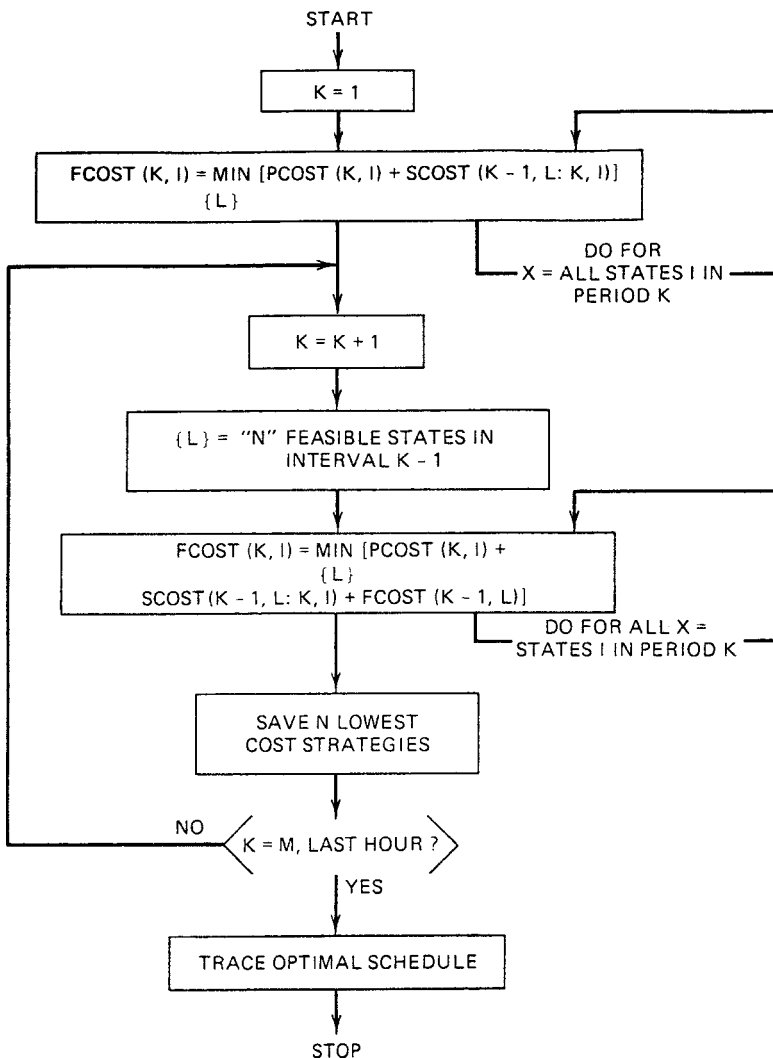 START
K = 1
FCOST (K, I) = MIN [PCOST (K, I) + SCOST (K - 1, L: K, I)]
{L}
DO FOR
X = ALL STATES I IN
PERIOD K
K = K + 1
{L} = "N" FEASIBLE STATES IN
INTERVAL K - 1
FCOST (K, I) = MIN [PCOST (K, I) +
{L}
SCOST (K - 1, L: K, I) + FCOST (K - 1, L)]
DO FOR ALL X =
STATES I IN PERIOD K
SAVE N LOWEST
COST STRATEGIES
NO
K = M, LAST HOUR ?
YES
TRACE OPTIMAL SCHEDULE
STOP